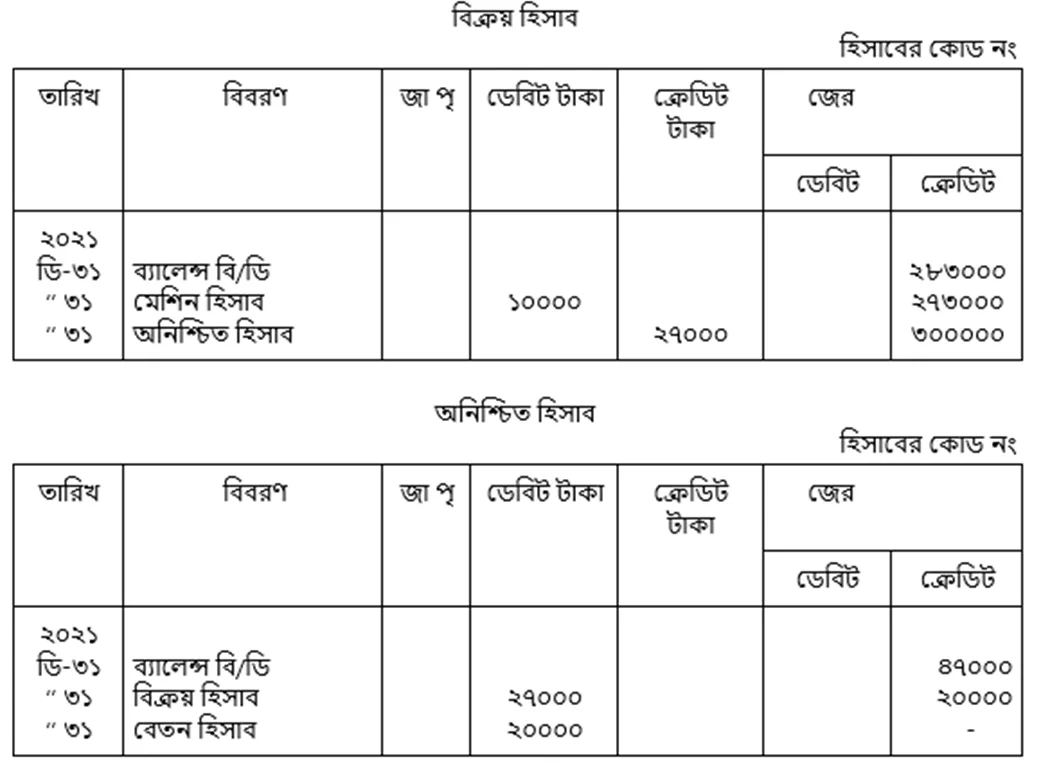 বিক্রয় হিসাব
হিসাবের কোড নং
তারিখ বিবরণ জা পৃ ডেবিট টাকা ক্রেডিট টাকা জের
ডেবিট ক্রেডিট
২০২১
ডি-৩১ ব্যালেন্স বি/ডি ২৮৩০০০
“ ৩১ মেশিন হিসাব ১০০০০ ২৭৩০০০
“ ৩১ অনিশ্চিত হিসাব ২৭০০০ ৩০০০০০
অনিশ্চিত হিসাব
হিসাবের কোড নং
তারিখ বিবরণ জা পৃ ডেবিট টাকা ক্রেডিট টাকা জের
ডেবিট ক্রেডিট
২০২১
ডি-৩১ ব্যালেন্স বি/ডি ৪৭০০০
“ ৩১ বিক্রয় হিসাব ২৭০০০ ২০০০০
“ ৩১ বেতন হিসাব ২০০০০ -